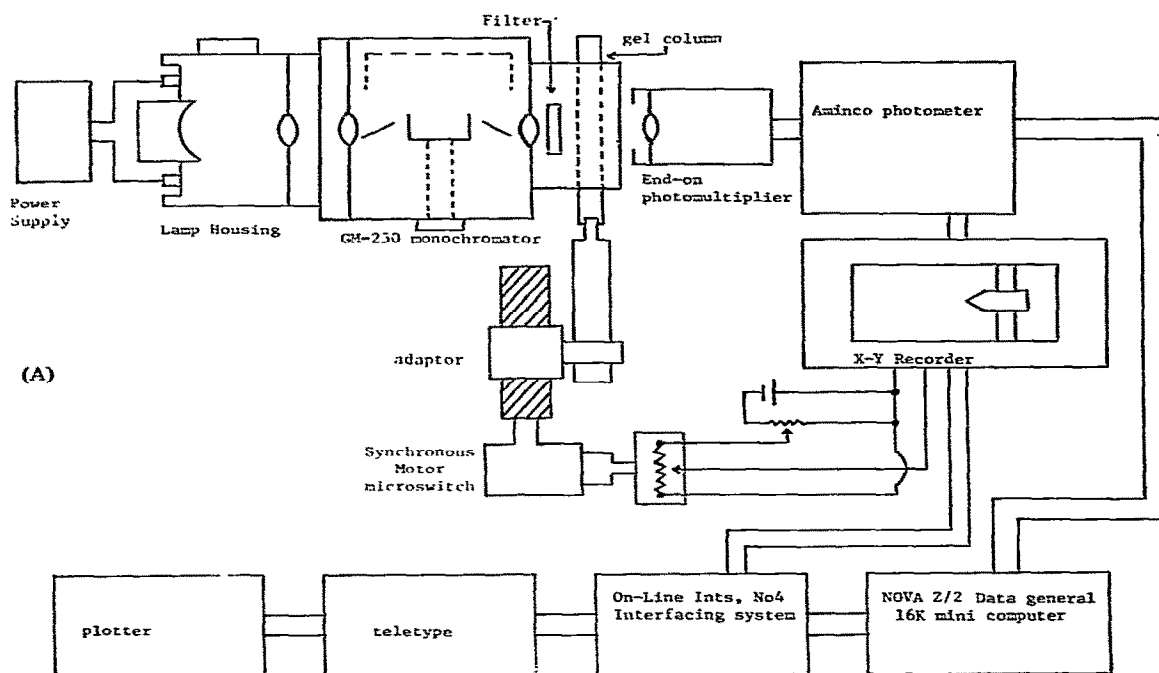 Filter
gel column
Aminco photometer
Power
Supply
Lamp Housing
GM-250 monochromator
End-on
photomultiplier
X-Y Recorder
adaptor
(A)
Synchronous
Motor
microswitch
On-Line Ints, No4
Interfacing system
NOVA 2/2 Data general
16K mini computer
plotter
teletype